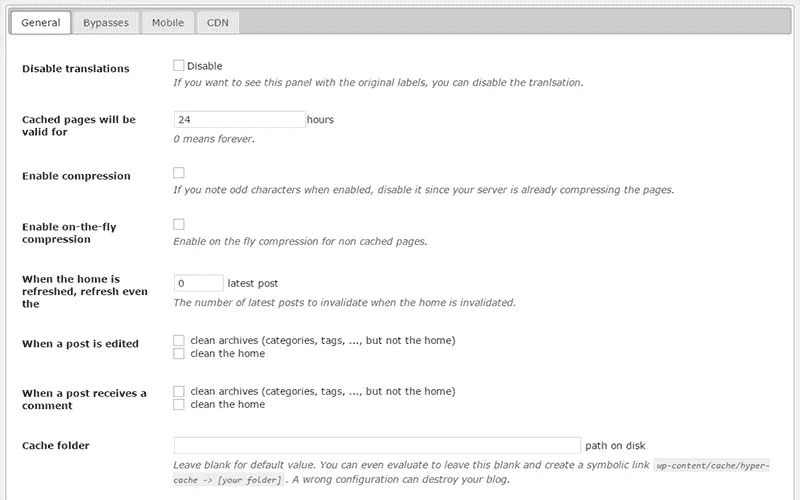 General Bypasses Mobile CDN
Disable translations
Disable
If you want to see this panel with the original labels, you can disable the tranlsation.
Cached pages will be
valid for
24 hours
0 means forever.
Enable compression
If you note odd characters when enabled, disable it since your server is already compressing the pages.
Enable on-the-fly
compression
Enable on the fly compression for non cached pages.
When the home is
refreshed, refresh even
the
0 latest post
The number of latest posts to invalidate when the home is invalidated.
When a post is edited
clean archives (categories, tags, ..., but not the home)
clean the home
When a post receives a
comment
clean archives (categories, tags, ..., but not the home)
clean the home
Cache folder
path on disk
Leave blank for default value. You can even evaluate to leave this blank and create a symbolic link wp-content/cache/hyper-
cache -> [your folder] . A wrong configuration can destroy your blog.